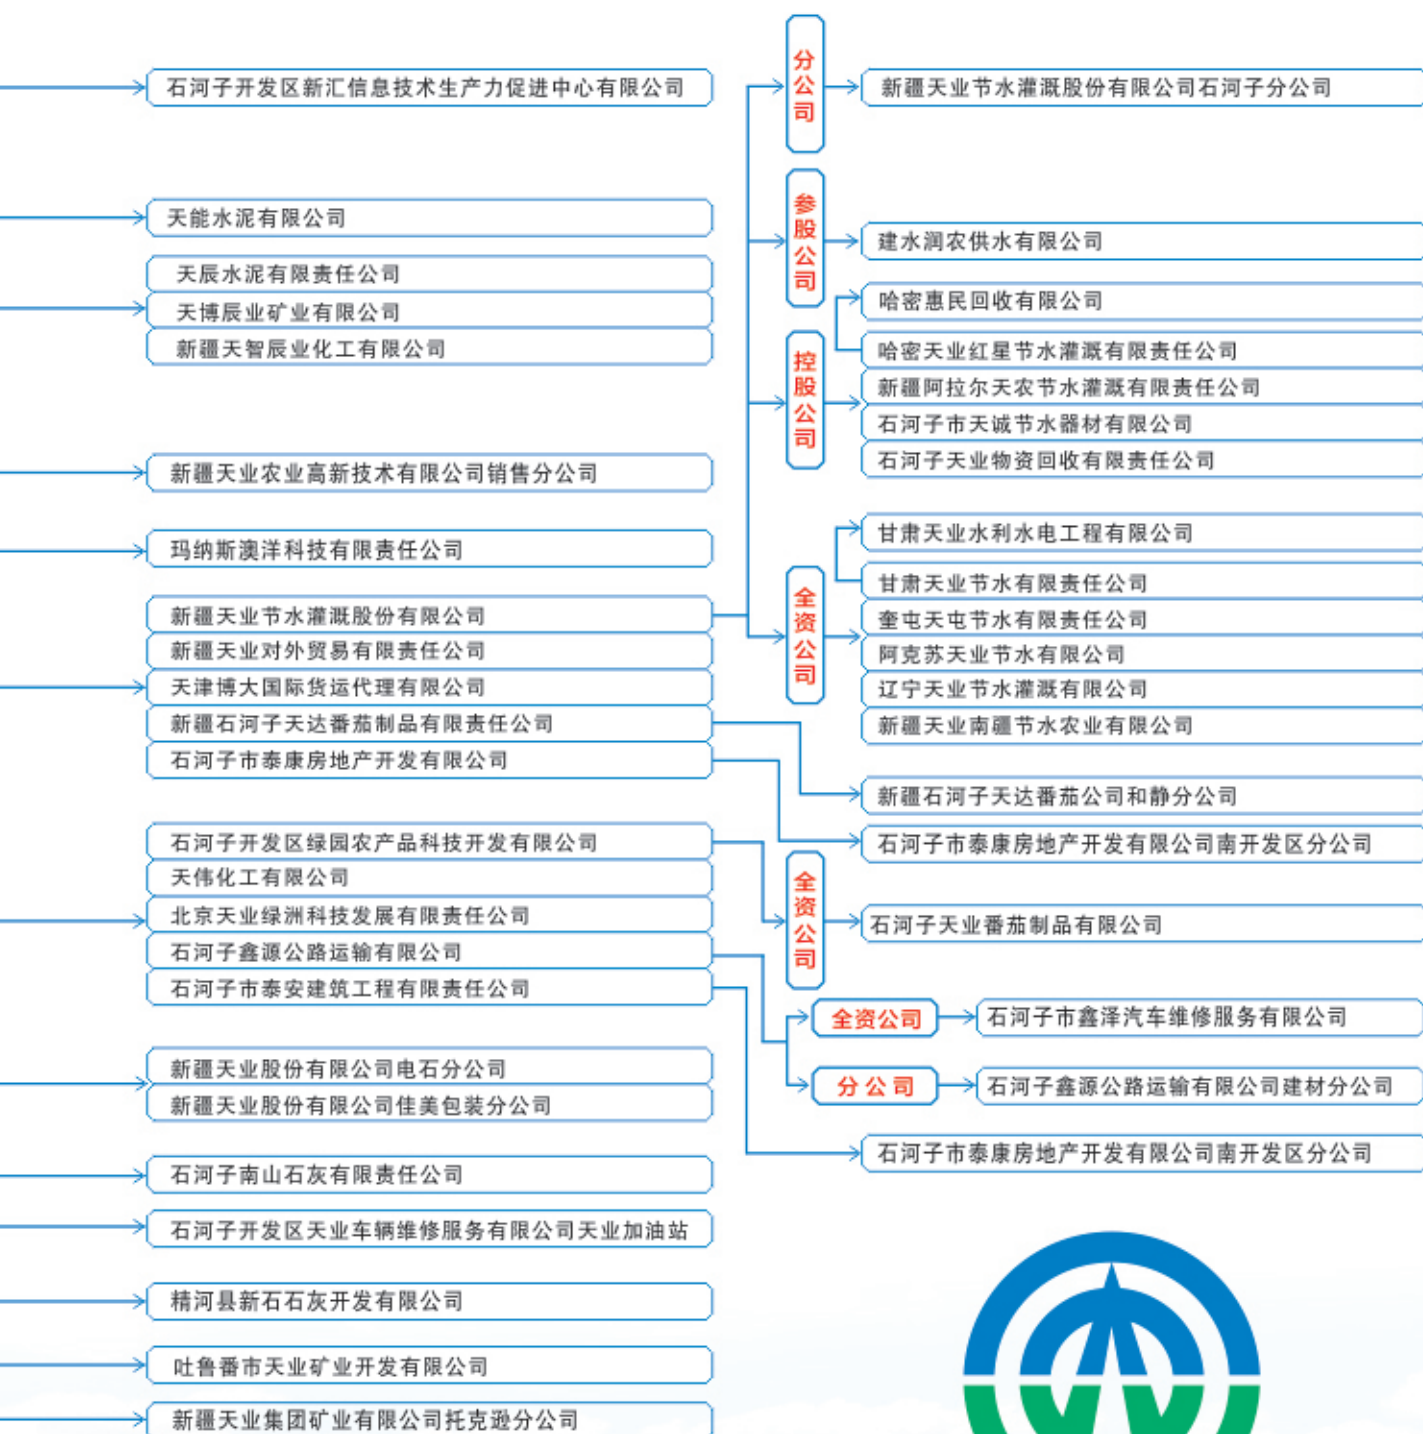 石河子开发区新汇信息技术生产力促进中心有限公司
天能水泥有限公司
天辰水泥有限责任公司
天博辰业矿业有限公司
新疆天智辰业化工有限公司
新疆天业农业高新技术有限公司销售分公司
玛纳斯澳洋科技有限责任公司
新疆天业节水灌溉股份有限公司
新疆天业对外贸易有限责任公司
天津博大国际货运代理有限公司
新疆石河子天达番茄制品有限责任公司
石河子市泰康房地产开发有限公司
石河子开发区绿园农产品科技开发有限公司
天伟化工有限公司
北京天业绿洲科技发展有限责任公司
石河子鑫源公路运输有限公司
石河子市泰安建筑工程有限责任公司
新疆天业股份有限公司电石分公司
新疆天业股份有限公司佳美包装分公司
石河子南山石灰有限责任公司
石河子开发区天业车辆维修服务有限公司天业加油站
精河县新石石灰开发有限公司
吐鲁番市天业矿业开发有限公司
新疆天业集团矿业有限公司托克逊分公司
分公司
新疆天业节水灌溉股份有限公司石河子分公司
参股公司
建水润农供水有限公司
控股公司
哈密惠民回收有限公司
哈密天业红星节水灌溉有限责任公司
新疆阿拉尔天农节水灌溉有限责任公司
石河子市天诚节水器材有限公司
石河子天业物资回收有限责任公司
全资公司
甘肃天业水利水电工程有限公司
甘肃天业节水有限责任公司
奎屯天屯节水有限责任公司
阿克苏天业节水有限公司
辽宁天业节水灌溉有限公司
新疆天业南疆节水农业有限公司
新疆石河子天达番茄公司和静分公司
石河子市泰康房地产开发有限公司南开发区分公司
全资公司
石河子天业番茄制品有限公司
全资公司
石河子市鑫泽汽车维修服务有限公司
分公司
石河子鑫源公路运输有限公司建材分公司
石河子市泰康房地产开发有限公司南开发区分公司